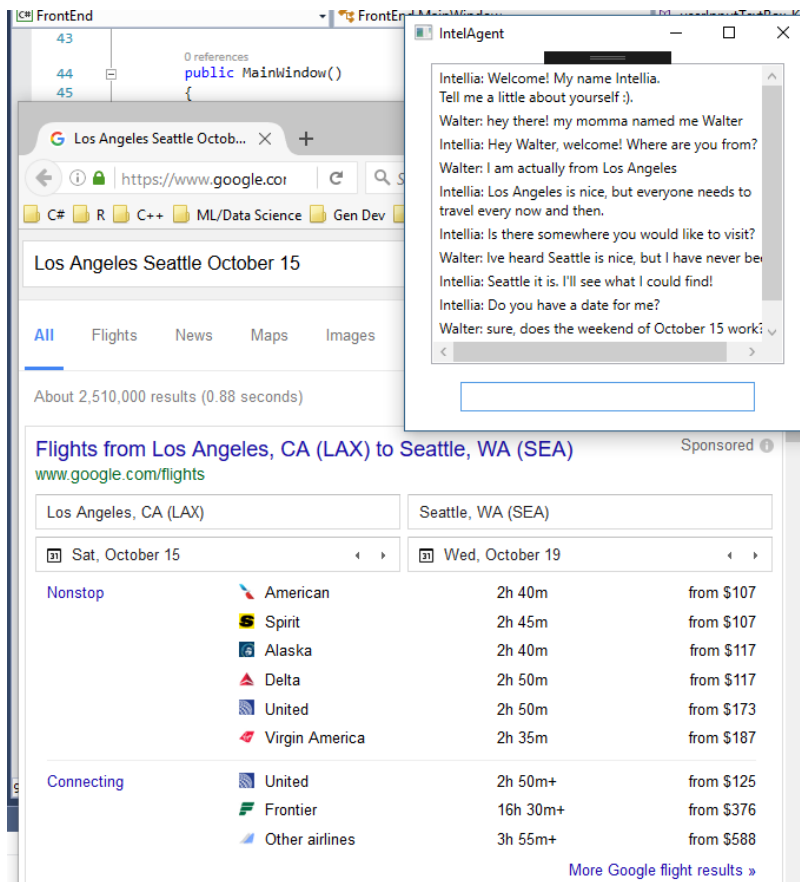 C# FrontEnd
FrontEnd.MainWindow
43
0 references
44 public MainWindow()
45 {
IntelAgent
Intellia: Welcome! My name Intellia.
Tell me a little about yourself :).
Walter: hey there! my momma named me Walter
Intellia: Hey Walter, welcome! Where are you from?
Walter: I am actually from Los Angeles
Intellia: Los Angeles is nice, but everyone needs to
travel every now and then.
Intellia: Is there somewhere you would like to visit?
Walter: Ive heard Seattle is nice, but I have never bee
Intellia: Seattle it is. I'll see what I could find!
Intellia: Do you have a date for me?
Walter: sure, does the weekend of October 15 work?
G Los Angeles Seattle Octob...
https://www.google.cor
C# R C++ ML/Data Science Gen Dev
Los Angeles Seattle October 15
All Flights News Maps Images
About 2,510,000 results (0.88 seconds)
Flights from Los Angeles, CA (LAX) to Seattle, WA (SEA) Sponsored
www.google.com/flights
Los Angeles, CA (LAX) Seattle, WA (SEA)
31 Sat, October 15 31 Wed, October 19
Nonstop American 2h 40m from $107
Spirit 2h 45m from $107
Alaska 2h 40m from $117
Delta 2h 50m from $117
United 2h 50m from $173
Virgin America 2h 35m from $187
Connecting United 2h 50m+ from $125
Frontier 16h 30m+ from $376
Other airlines 3h 55m+ from $588
More Google flight results »